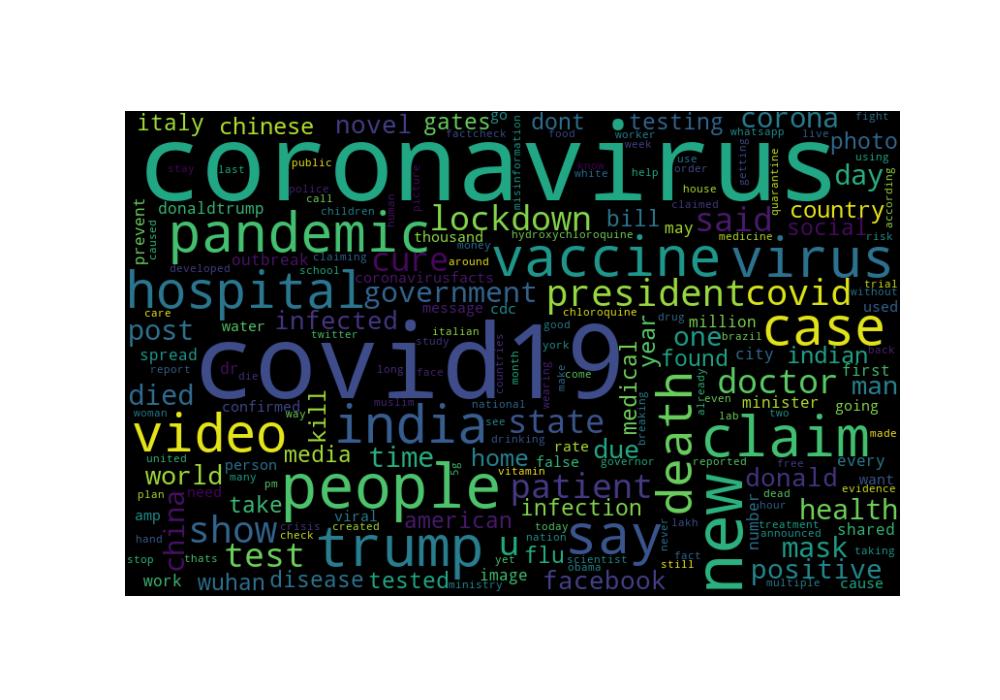 italy chinese novel gates go dont testing corona fight
factcheck food worker whatsapp live photo
coronavirus
misinformation
week
stay last public know white help use order getting quarantine using day according
police call human picture house
donaldtrump children lockdown bill claimed said country
prevent caused pandemic thousand hydroxychloroquine may medicine social risk
outbreak cure money vaccine virus
developed claiming school around coronavirusfacts trial without
hospital government president covid used
care message cdc chloroquine drug
post water infected twitter italian good year million case
study york one brazil
spread covid19 medical found city indian back
report dr die long face countries month wearing make come already doctor first man
died confirmed muslim national even minister going
woman way kill india see state breaking death lab two
video drinking claim made
media time home rate false due governor reported
united world person 5g vitamin donald free every want
many people patient dead evidence
plan need pm take infection new number hour health
amp china show viral american today lakh never treatment shared
hand crisis created say nation announced
test check trump u flu scientist fact mask taking
stop thats yet obama still positive
work wuhan disease tested ministry image facebook multiple cause